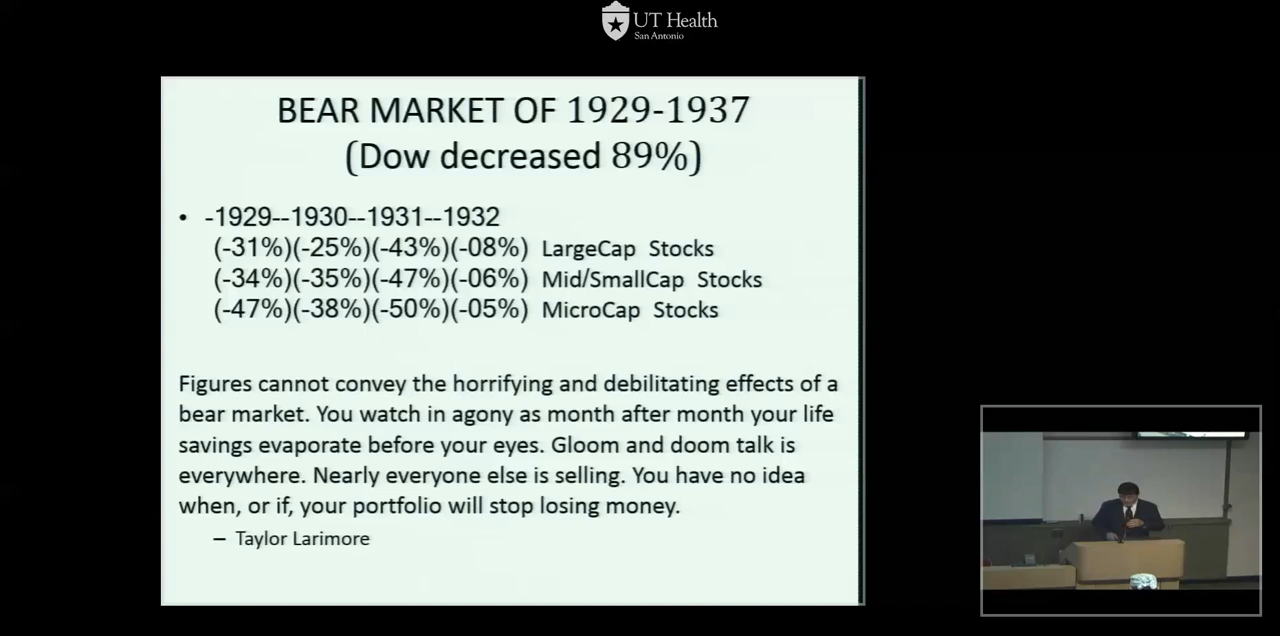 UT Health
San Antonio
BEAR MARKET OF 1929-1937
(Dow decreased 89%)
• -1929--1930--1931--1932
(-31%)(-25%)(-43%)(-08%) LargeCap Stocks
(-34%)(-35%)(-47%)(-06%) Mid/SmallCap Stocks
(-47%)(-38%)(-50%)(-05%) MicroCap Stocks
Figures cannot convey the horrifying and debilitating effects of a
bear market. You watch in agony as month after month your life
savings evaporate before your eyes. Gloom and doom talk is
everywhere. Nearly everyone else is selling. You have no idea
when, or if, your portfolio will stop losing money.
– Taylor Larimore